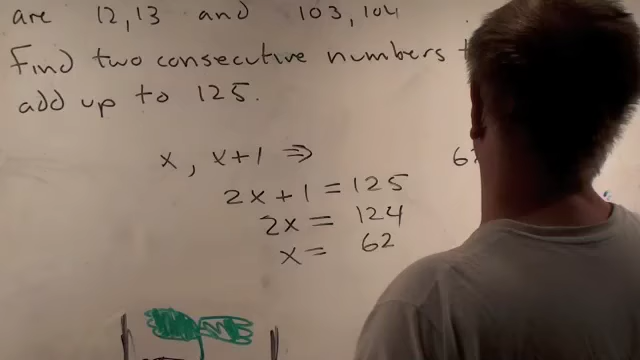 are 12,13 and 103,104
Find two consecutive numbers
add up to 125.
x, x+1 ⇒
2x+1 = 125
2x = 124
x = 62